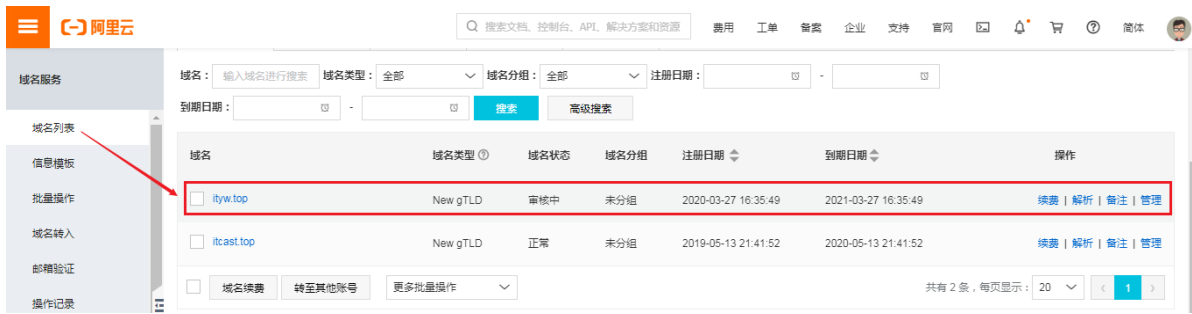 阿里云 搜索文档、控制台、API、解决方案和资源 费用 工单 备案 企业 支持 官网 简体
域名服务
域名列表
信息模板
批量操作
域名转入
邮箱验证
操作记录
域名： 输入域名进行搜索 域名类型： 全部 域名分组： 全部 注册日期： -
到期日期： - 搜索 高级搜索
域名 域名类型 域名状态 域名分组 注册日期 到期日期 操作
ityw.top New gTLD 审核中 未分组 2020-03-27 16:35:49 2021-03-27 16:35:49 续费 | 解析 | 备注 | 管理
itcast.top New gTLD 正常 未分组 2019-05-13 21:41:52 2020-05-13 21:41:52 续费 | 解析 | 备注 | 管理
域名续费 转至其他账号 更多批量操作 共有 2 条，每页显示： 20 1